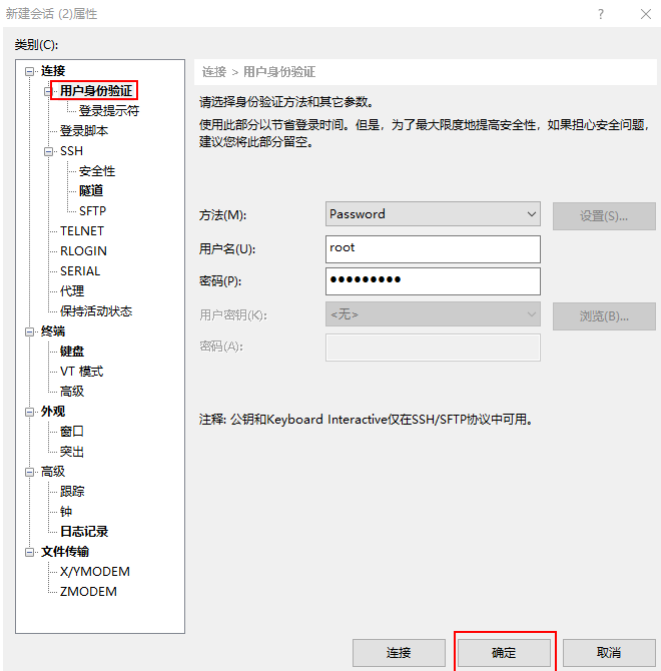 新建会话 (2)属性
?
类别(C):
连接
用户身份验证
登录提示符
登录脚本
SSH
安全性
隧道
SFTP
TELNET
RLOGIN
SERIAL
代理
保持活动状态
终端
键盘
VT 模式
高级
外观
窗口
突出
高级
跟踪
钟
日志记录
文件传输
X/YMODEM
ZMODEM
连接 > 用户身份验证
请选择身份验证方法和其它参数。
使用此部分以节省登录时间。但是，为了最大限度地提高安全性，如果担心安全问题，
建议您将此部分留空。
方法(M): Password 设置(S)...
用户名(U): root
密码(P): ●●●●●●●●●
用户密钥(K): <无> 浏览(B)...
密码(A):
注释: 公钥和Keyboard Interactive仅在SSH/SFTP协议中可用。
连接 确定 取消